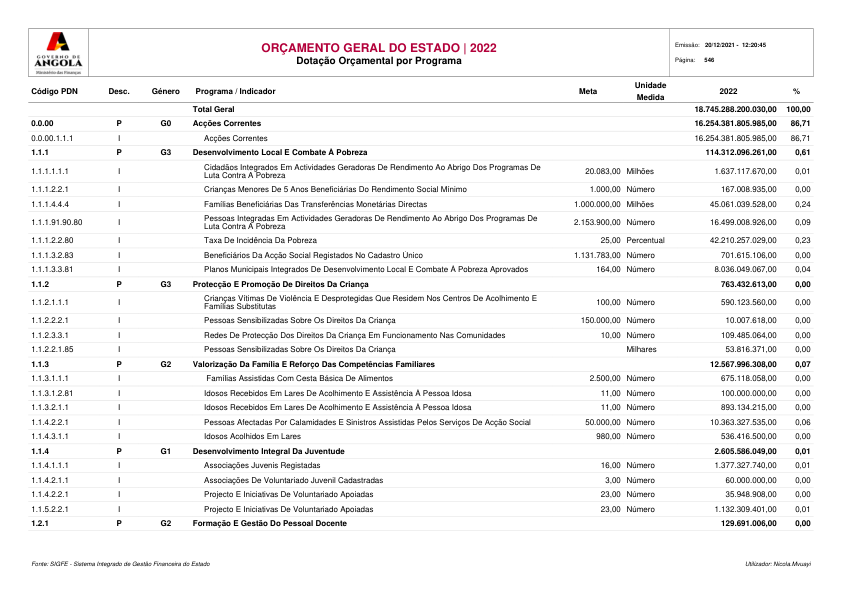 GOVERNO DE
ANGOLA
Ministério das Finanças
ORÇAMENTO GERAL DO ESTADO | 2022
Dotação Orçamental por Programa
Emissão: 20/12/2021 - 12:20:45
Página: 546
Código PDN Desc. Género Programa / Indicador Meta Unidade Medida 2022 %
Total Geral 18.745.288.200.030,00 100,00
0.0.00 P G0 Acções Correntes 16.254.381.805.985,00 86,71
0.0.00.1.1.1 I Acções Correntes 16.254.381.805.985,00 86,71
1.1.1 P G3 Desenvolvimento Local E Combate À Pobreza 114.312.096.261,00 0,61
1.1.1.1.1.1 I Cidadãos Integrados Em Actividades Geradoras De Rendimento Ao Abrigo Dos Programas De
Luta Contra A Pobreza 20.083,00 Milhões 1.637.117.670,00 0,01
1.1.1.2.2.1 I Crianças Menores De 5 Anos Beneficiárias Do Rendimento Social Mínimo 1.000,00 Número 167.008.935,00 0,00
1.1.1.4.4.4 I Famílias Beneficiárias Das Transferências Monetárias Directas 1.000.000,00 Milhões 45.061.039.528,00 0,24
1.1.1.91.90.80 I Pessoas Integradas Em Actividades Geradoras De Rendimento Ao Abrigo Dos Programas De
Luta Contra A Pobreza 2.153.900,00 Número 16.499.008.926,00 0,09
1.1.1.2.2.80 I Taxa De Incidência Da Pobreza 25,00 Percentual 42.210.257.029,00 0,23
1.1.1.3.2.83 I Beneficiários Da Acção Social Registados No Cadastro Único 1.131.783,00 Número 701.615.106,00 0,00
1.1.1.3.3.81 I Planos Municipais Integrados De Desenvolvimento Local E Combate À Pobreza Aprovados 164,00 Número 8.036.049.067,00 0,04
1.1.2 P G3 Protecção E Promoção De Direitos Da Criança 763.432.613,00 0,00
1.1.2.1.1.1 I Crianças Vítimas De Violência E Desprotegidas Que Residem Nos Centros De Acolhimento E
Famílias Substitutas 100,00 Número 590.123.560,00 0,00
1.1.2.2.2.1 I Pessoas Sensibilizadas Sobre Os Direitos Da Criança 150.000,00 Número 10.007.618,00 0,00
1.1.2.3.3.1 I Redes De Protecção Dos Direitos Da Criança Em Funcionamento Nas Comunidades 10,00 Número 109.485.064,00 0,00
1.1.2.2.1.85 I Pessoas Sensibilizadas Sobre Os Direitos Da Criança Milhares 53.816.371,00 0,00
1.1.3 P G2 Valorização Da Família E Reforço Das Competências Familiares 12.567.996.308,00 0,07
1.1.3.1.1.1 I Famílias Assistidas Com Cesta Básica De Alimentos 2.500,00 Número 675.118.058,00 0,00
1.1.3.1.2.81 I Idosos Recebidos Em Lares De Acolhimento E Assistência À Pessoa Idosa 11,00 Número 100.000.000,00 0,00
1.1.3.2.1.1 I Idosos Recebidos Em Lares De Acolhimento E Assistência À Pessoa Idosa 11,00 Número 893.134.215,00 0,00
1.1.4.2.2.1 I Pessoas Afectadas Por Calamidades E Sinistros Assistidas Pelos Serviços De Acção Social 50.000,00 Número 10.363.327.535,00 0,06
1.1.4.3.1.1 I Idosos Acolhidos Em Lares 980,00 Número 536.416.500,00 0,00
1.1.4 P G1 Desenvolvimento Integral Da Juventude 2.605.586.049,00 0,01
1.1.4.1.1.1 I Associações Juvenis Registadas 16,00 Número 1.377.327.740,00 0,01
1.1.4.2.1.1 I Associações De Voluntariado Juvenil Cadastradas 3,00 Número 60.000.000,00 0,00
1.1.4.2.2.1 I Projecto E Iniciativas De Voluntariado Apoiadas 23,00 Número 35.948.908,00 0,00
1.1.5.2.2.1 I Projecto E Iniciativas De Voluntariado Apoiadas 23,00 Número 1.132.309.401,00 0,01
1.2.1 P G2 Formação E Gestão Do Pessoal Docente 129.691.006,00 0,00
Fonte: SIGFE - Sistema Integrado de Gestão Financeira do Estado Utilizador: Nicola.Mvuayi